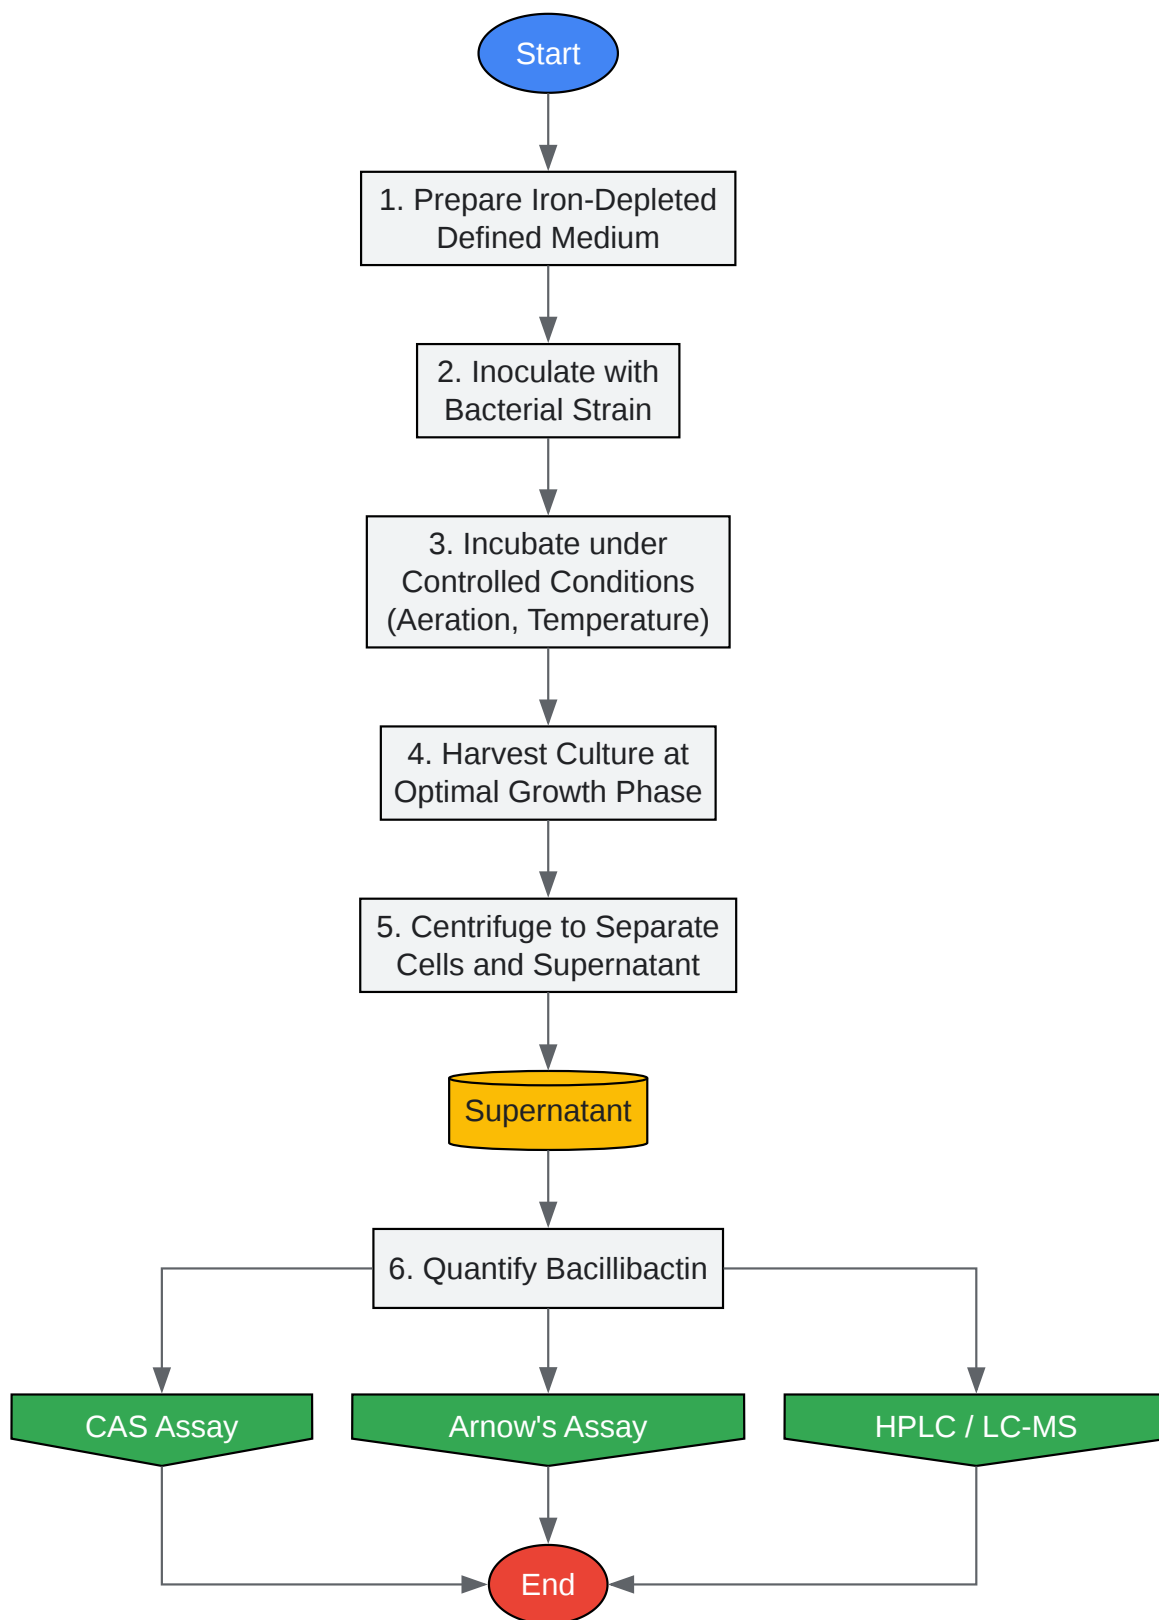 Start
1. Prepare Iron-Depleted
Defined Medium
2. Inoculate with
Bacterial Strain
3. Incubate under
Controlled Conditions
(Aeration, Temperature)
4. Harvest Culture at
Optimal Growth Phase
5. Centrifuge to Separate
Cells and Supernatant
Supernatant
6. Quantify Bacillibactin
CAS Assay
Arnow's Assay
HPLC / LC-MS
End